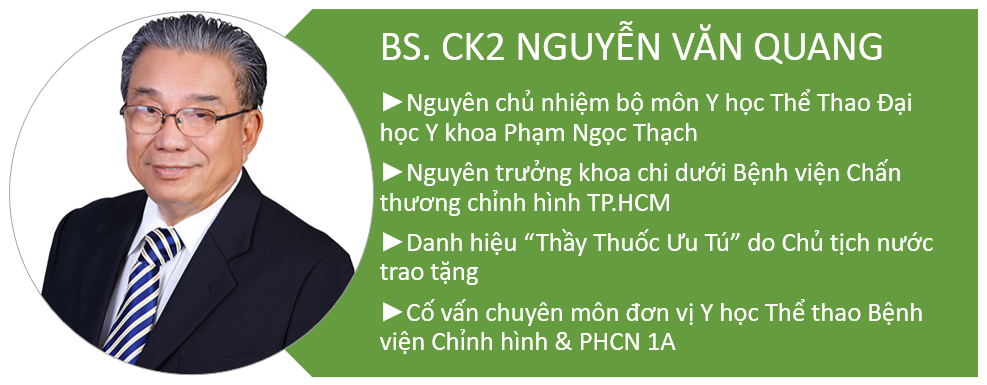 BS. CK2 NGUYỄN VĂN QUANG
►Nguyên chủ nhiệm bộ môn Y học Thể Thao Đại
học Y khoa Phạm Ngọc Thạch
►Nguyên trưởng khoa chi dưới Bệnh viện Chấn
thương chỉnh hình TP.HCM
►Danh hiệu “Thầy Thuốc Ưu Tú” do Chủ tịch nước
trao tặng
►Cố vấn chuyên môn đơn vị Y học Thể thao Bệnh
viện Chỉnh hình & PHCN 1A